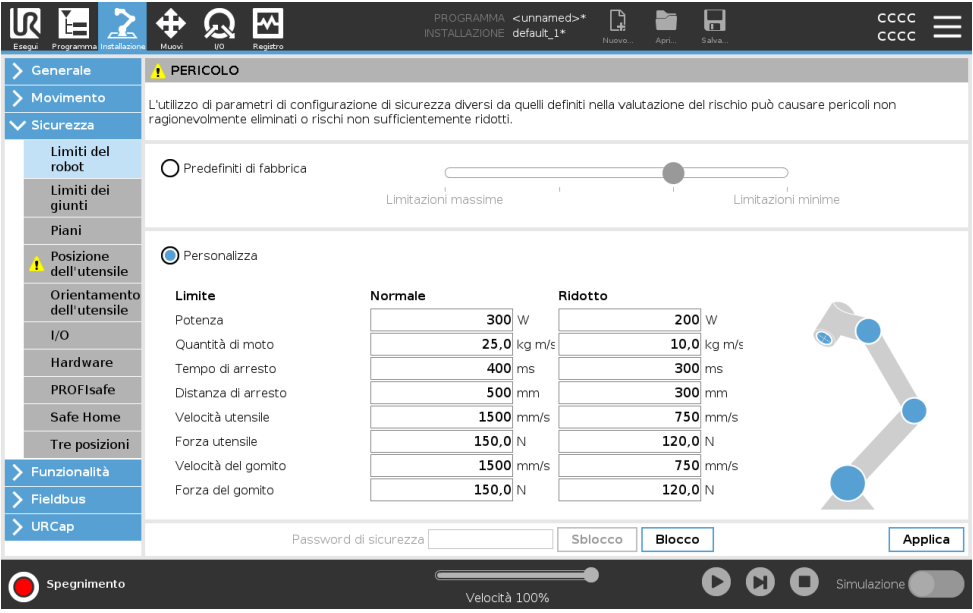 PROGRAMMA <unnamed>*
INSTALLAZIONE default_1*
CCCC
CCCC
UR
Esegui Programma Installazione Muovi I/O Registro Nuovo... Apri... Salva...
Generale
Movimento
Sicurezza
Limiti del
robot
Limiti dei
giunti
Piani
Posizione
dell'utensile
Orientamento
dell'utensile
I/O
Hardware
PROFIsafe
Safe Home
Tre posizioni
Funzionalità
Fieldbus
URCap
PERICOLO
L'utilizzo di parametri di configurazione di sicurezza diversi da quelli definiti nella valutazione del rischio può causare pericoli non
ragionevolmente eliminati o rischi non sufficientemente ridotti.
Predefiniti di fabbrica
Limitazioni massime Limitazioni minime
Personalizza
Limite Normale Ridotto
Potenza 300 W 200 W
Quantità di moto 25,0 kg m/s 10,0 kg m/s
Tempo di arresto 400 ms 300 ms
Distanza di arresto 500 mm 300 mm
Velocità utensile 1500 mm/s 750 mm/s
Forza utensile 150,0 N 120,0 N
Velocità del gomito 1500 mm/s 750 mm/s
Forza del gomito 150,0 N 120,0 N
Password di sicurezza Sblocco Blocco Applica
Spegnimento
Velocità 100%
Simulazione